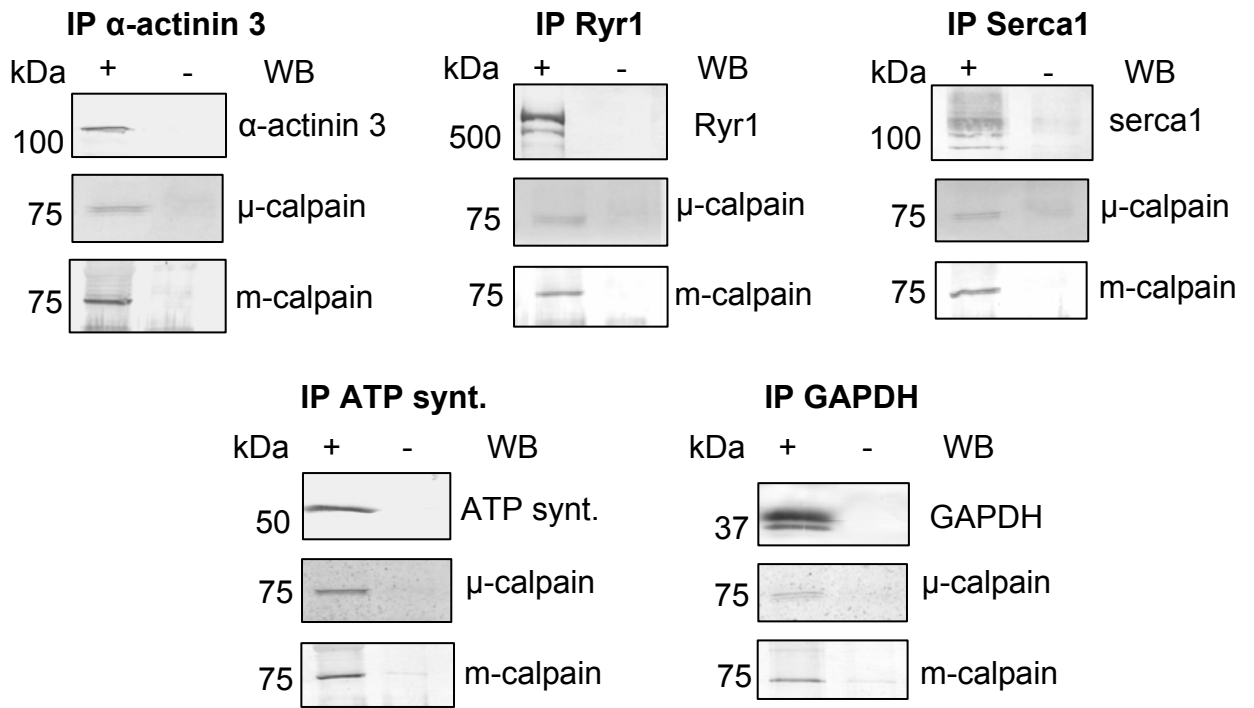 IP α-actinin 3
kDa + - WB
100 α-actinin 3
75 μ-calpain
75 m-calpain
IP Ryr1
kDa + - WB
500 Ryr1
75 μ-calpain
75 m-calpain
IP Serca1
kDa + - WB
100 serca1
75 μ-calpain
75 m-calpain
IP ATP synt.
kDa + - WB
50 ATP synt.
75 μ-calpain
75 m-calpain
IP GAPDH
kDa + - WB
37 GAPDH
75 μ-calpain
75 m-calpain